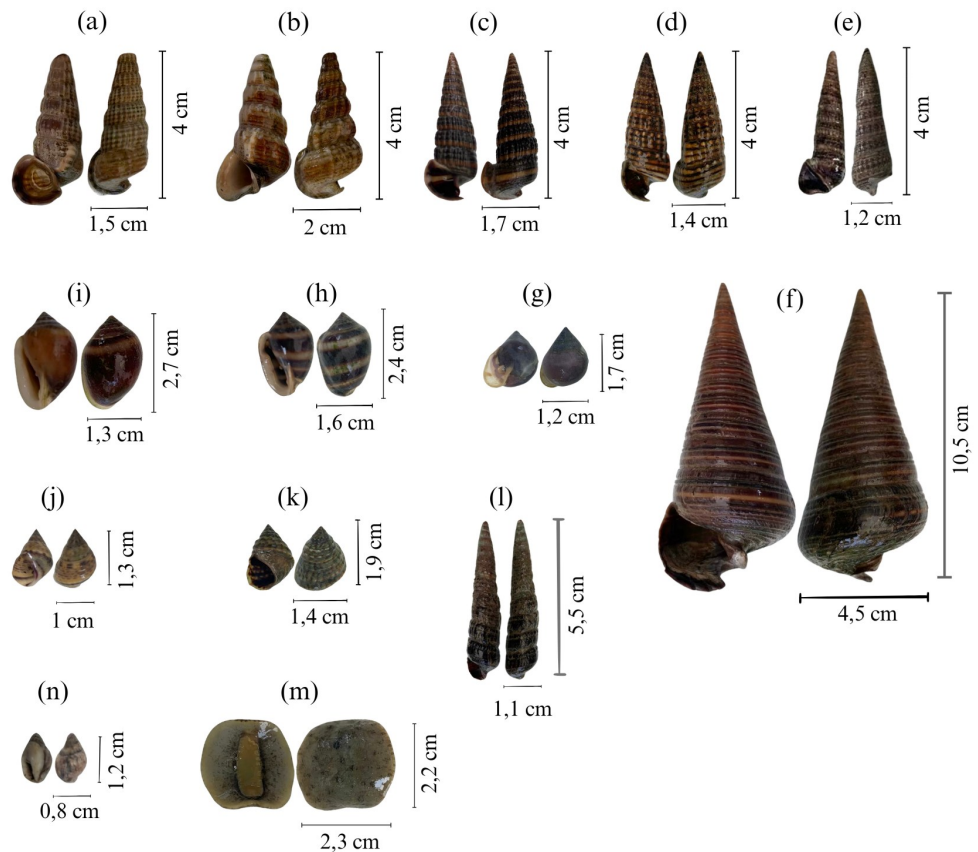 (a)
4 cm
1,5 cm
(b)
4 cm
2 cm
(c)
4 cm
1,7 cm
(d)
4 cm
1,4 cm
(e)
4 cm
1,2 cm
(i)
2,7 cm
1,3 cm
(h)
2,4 cm
1,6 cm
(g)
1,7 cm
1,2 cm
(f)
10,5 cm
4,5 cm
(j)
1,3 cm
1 cm
(k)
1,9 cm
1,4 cm
(l)
5,5 cm
1,1 cm
(n)
1,2 cm
0,8 cm
(m)
2,2 cm
2,3 cm